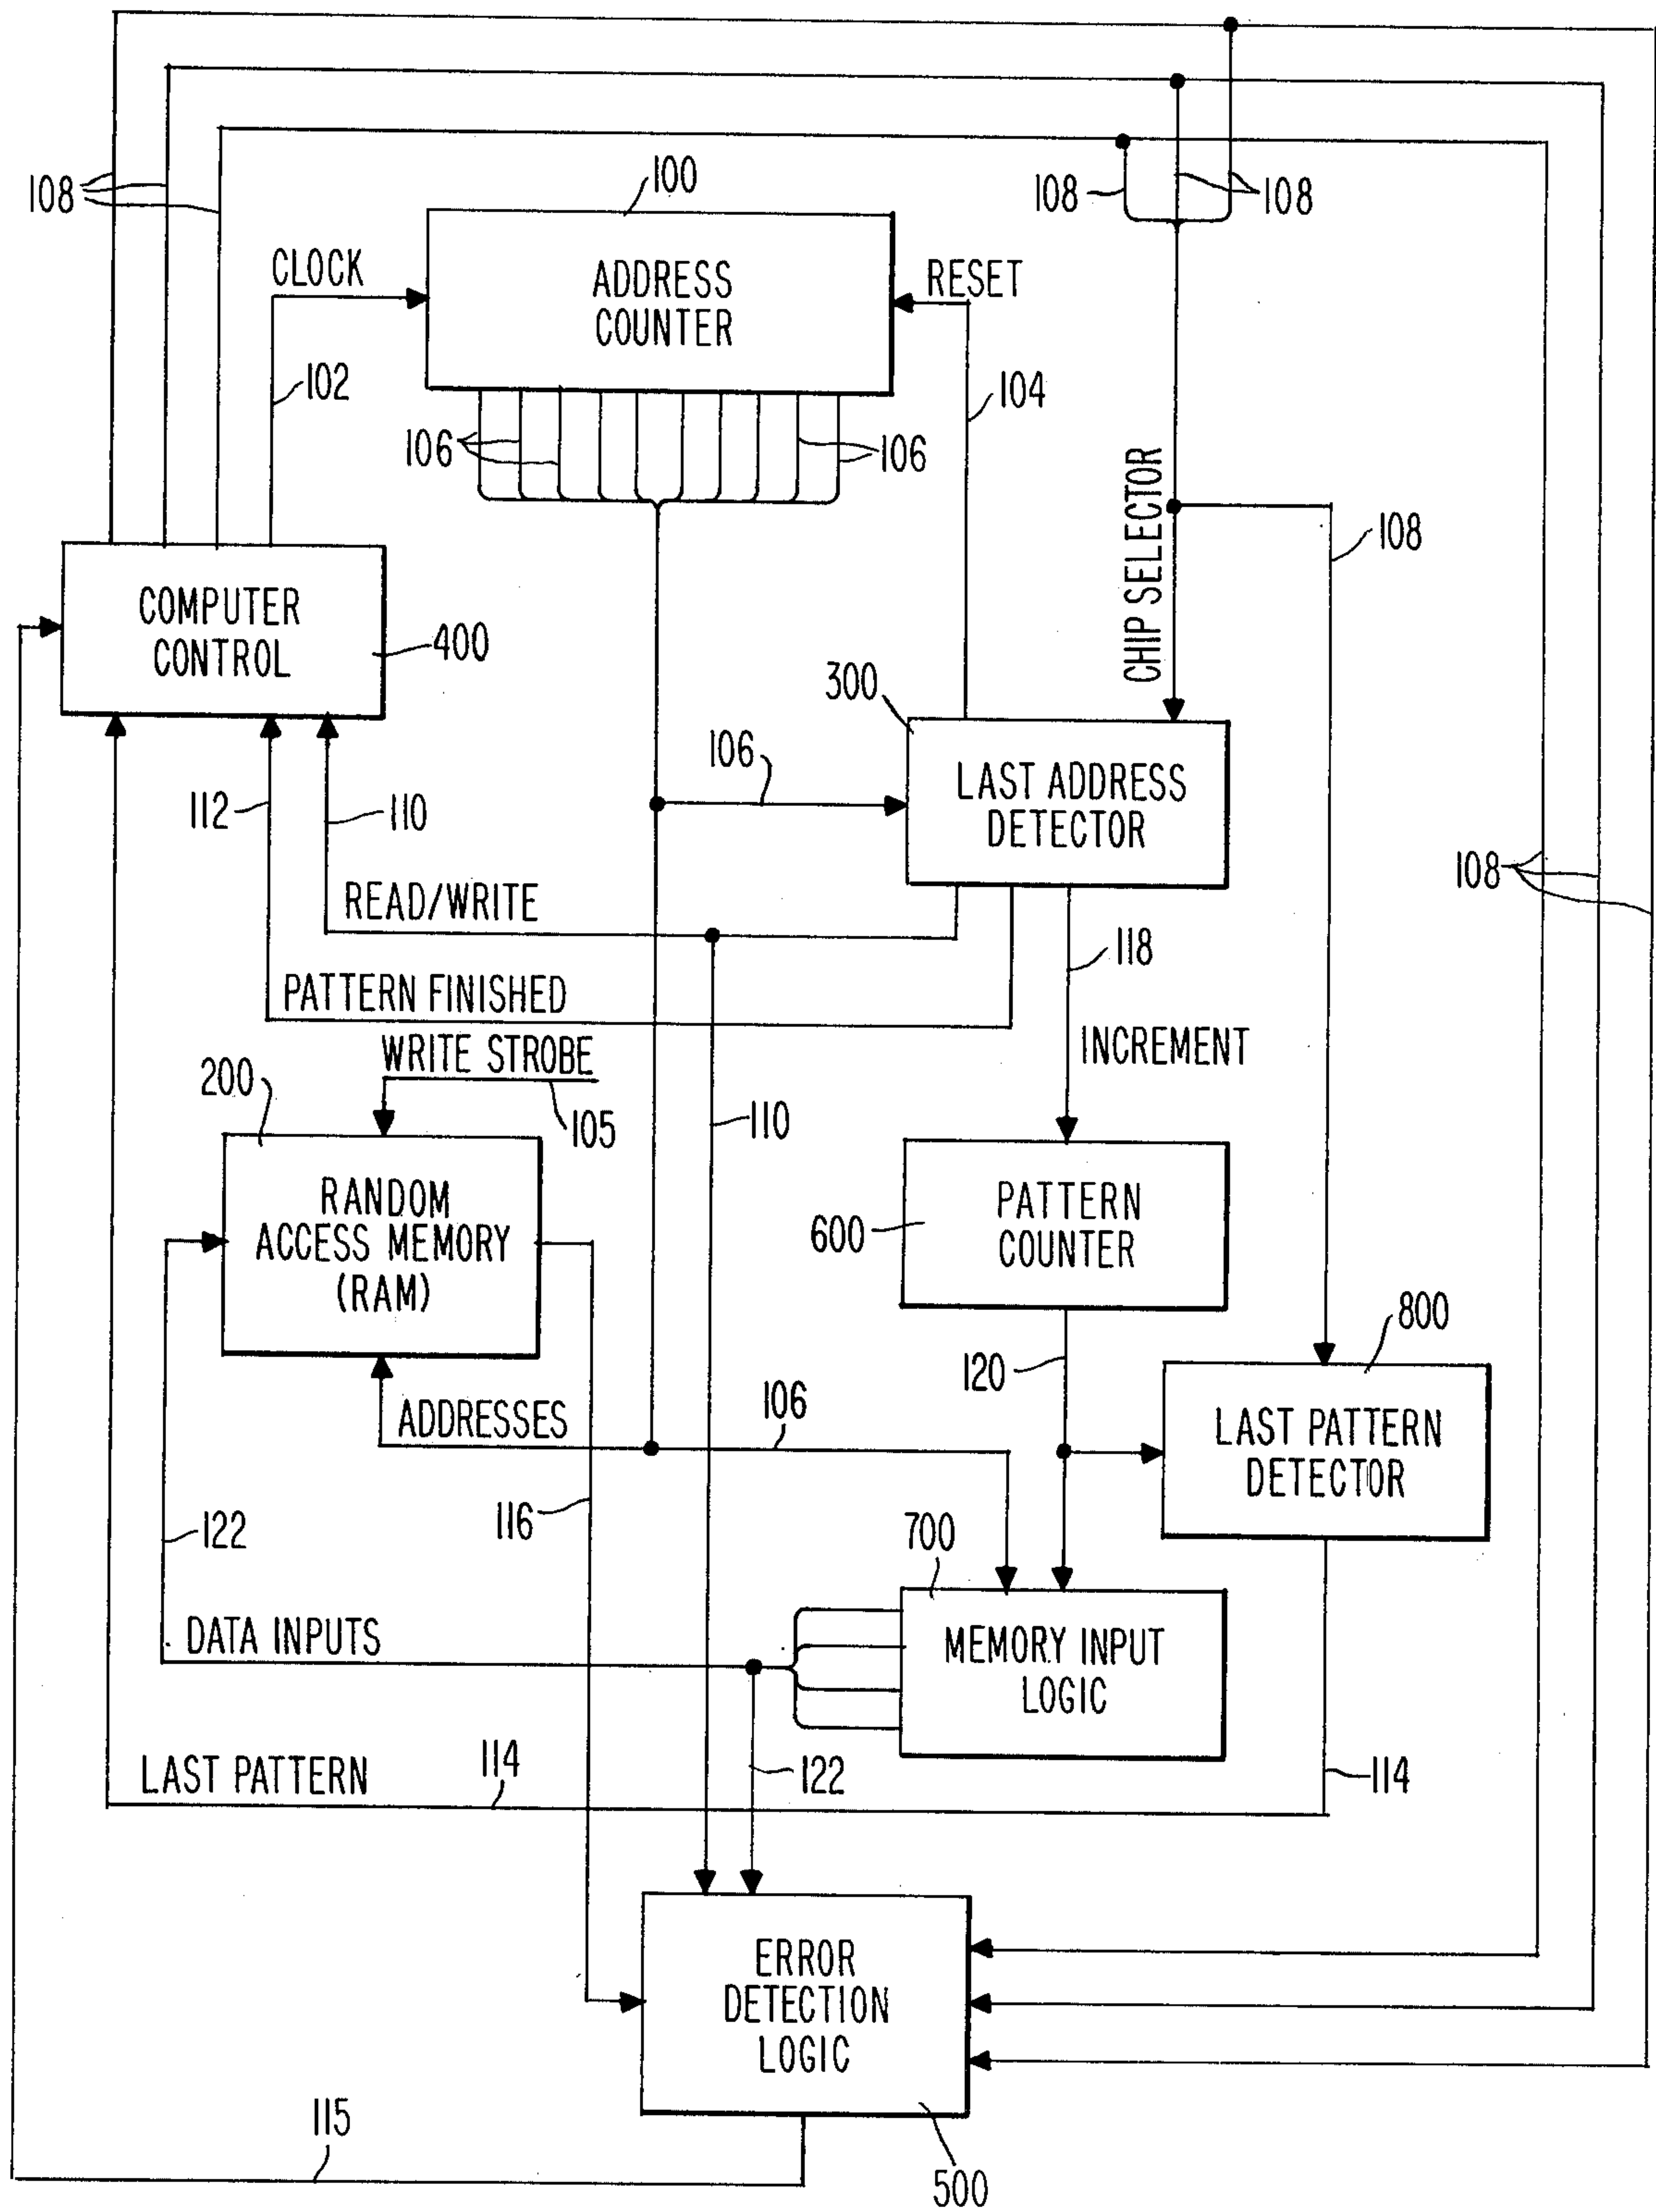 108
100
108
108
CLOCK
ADDRESS
COUNTER
RESET
102
104
106
106
CHIP SELECTOR
108
COMPUTER
CONTROL
400
300
106
LAST ADDRESS
DETECTOR
112
110
108
READ/WRITE
118
PATTERN FINISHED
INCREMENT
WRITE STROBE
200
105
110
RANDOM
ACCESS MEMORY
(RAM)
PATTERN
COUNTER
600
800
120
106
ADDRESSES
LAST PATTERN
DETECTOR
116
122
700
DATA INPUTS
MEMORY INPUT
LOGIC
LAST PATTERN
114
122
114
ERROR
DETECTION
LOGIC
115
500